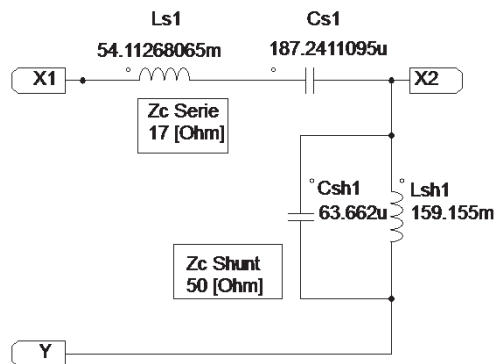 Ls1
Cs1
54.11268065m
187.2411095u
X1
X2
Zc Serie
17 [Ohm]
Csh1
Lsh1
63.662u
159.155m
Zc Shunt
50 [Ohm]
Y